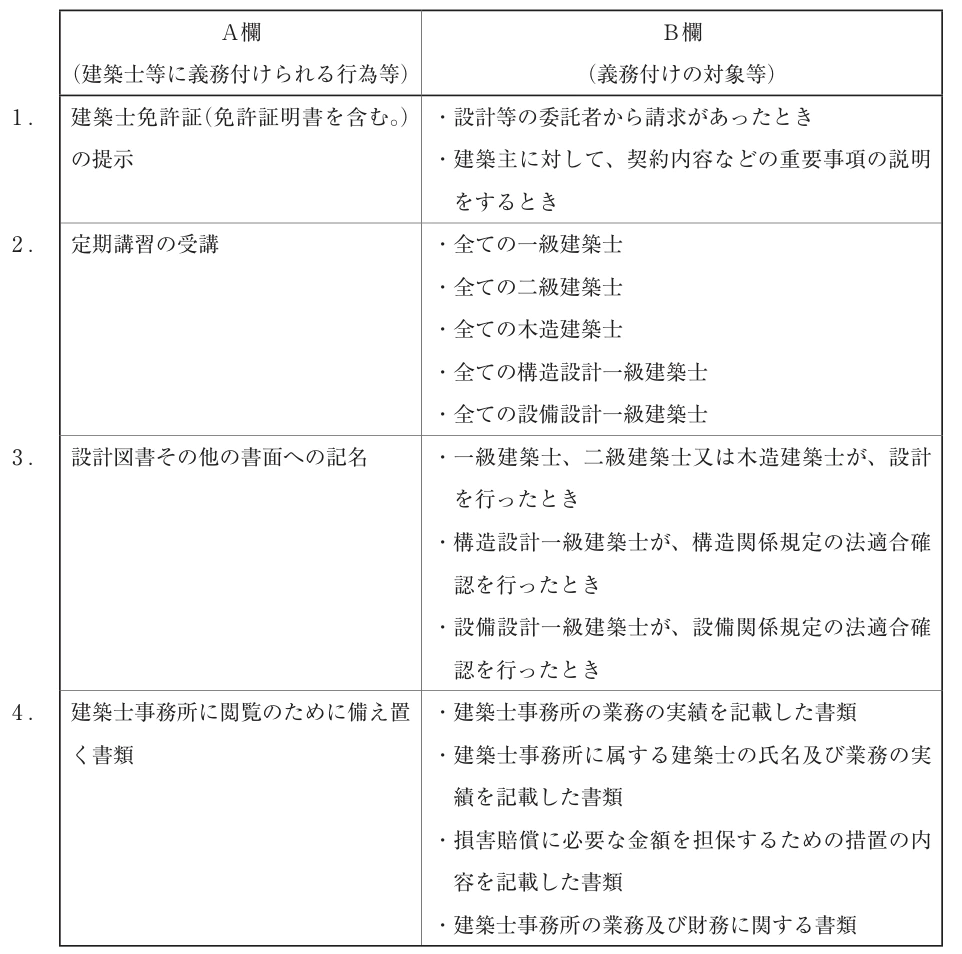 A欄
B欄
(建築士等に義務付けられる行為等)
(義務付けの対象等)
1. 建築士免許証(免許証明書を含む。)
の提示
・設計等の委託者から請求があったとき
・建築主に対して、契約内容などの重要事項の説明
をするとき
2. 定期講習の受講
・全ての一級建築士
・全ての二級建築士
・全ての木造建築士
・全ての構造設計一級建築士
・全ての設備設計一級建築士
3. 設計図書その他の書面への記名
・一級建築士、二級建築士又は木造建築士が、設計
を行ったとき
・構造設計一級建築士が、構造関係規定の法適合確
認を行ったとき
・設備設計一級建築士が、設備関係規定の法適合確
認を行ったとき
4. 建築士事務所に閲覧のために備え置
く書類
・建築士事務所の業務の実績を記載した書類
・建築士事務所に属する建築士の氏名及び業務の実
績を記載した書類
・損害賠償に必要な金額を担保するための措置の内
容を記載した書類
・建築士事務所の業務及び財務に関する書類